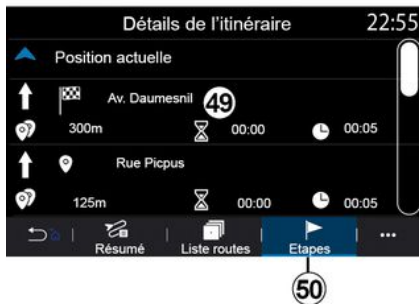 Détails de l'itinéraire 22:55
Position actuelle
Av. Daumesnil 49
300m 00:00 00:05
Rue Picpus
125m 00:00 00:05
Résumé Liste routes Etapes ...
50